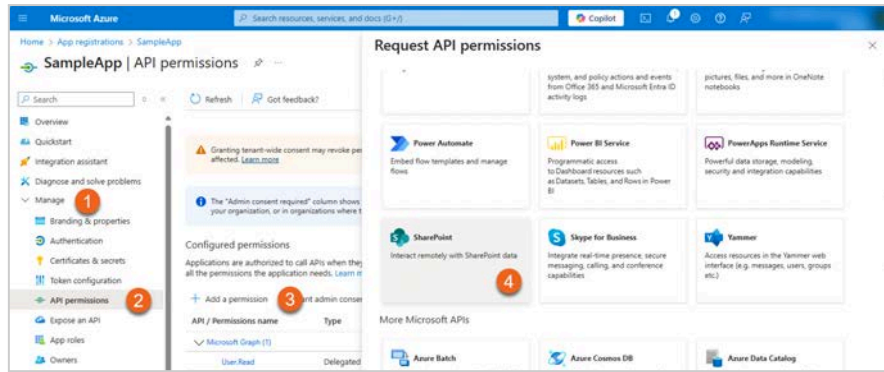 Microsoft Azure
Search resources, services, and docs (G+/)
Copilot
Home > App registrations > SampleApp
SampleApp | API permissions
Search
Refresh
Got feedback?
Overview
Quickstart
Integration assistant
Diagnose and solve problems
Manage
1
Branding & properties
Authentication
Certificates & secrets
Token configuration
API permissions
2
Expose an API
App roles
Owners
Granting tenant-wide consent may revoke
affected. Learn more
The "Admin consent required" column shows
your organization, or in organizations where
Configured permissions
Applications are authorized to call APIs when they
all the permissions the application needs. Learn
Add a permission
3
nt admin conser
API / Permissions name
Type
Microsoft Graph (1)
User.Read
Delegated
Request API permissions
system, and policy actions and events
from Office 365 and Microsoft Entra ID
activity logs
pictures, files, and more in OneNote
notebooks
Power Automate
Embed flow templates and manage
flows
Power BI Service
Programmatic access
to Dashboard resources such
as Datasets, Tables, and Rows in Power
BI
PowerApps Runtime Service
Powerful data storage, modeling,
security and integration capabilities
SharePoint
Interact remotely with SharePoint data
4
Skype for Business
Integrate real-time presence, secure
messaging, calling, and conference
capabilities
Yammer
Access resources in the Yammer web
interface (e.g. messages, users, groups
etc.)
More Microsoft APIs
Azure Batch
Azure Cosmos DB
Azure Data Catalog